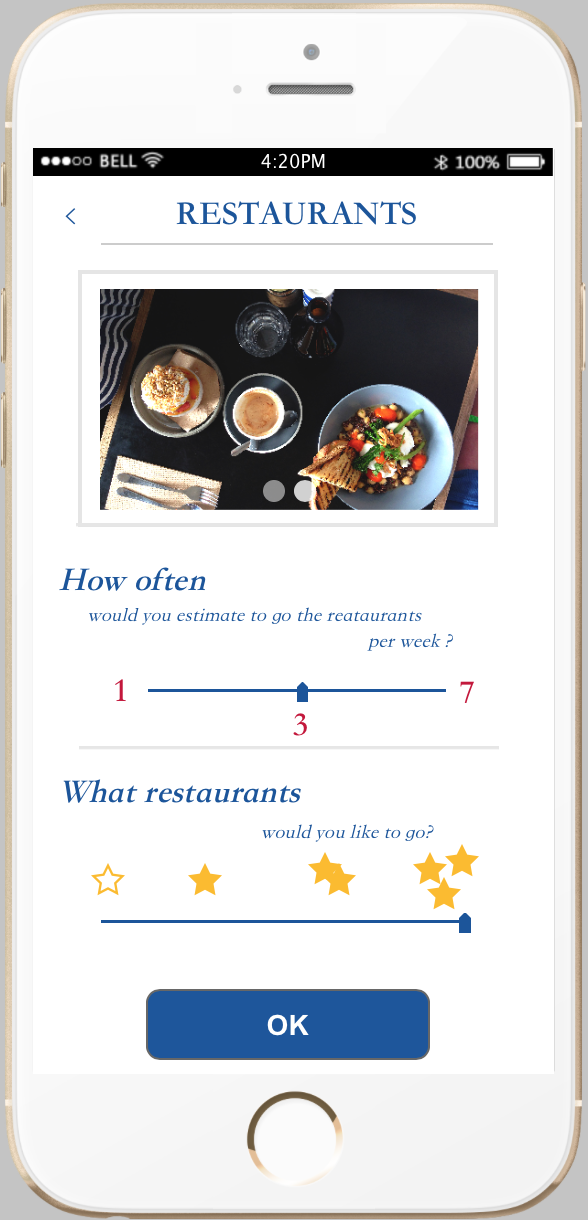 BELL 4:20PM 100%
< RESTAURANTS
How often
would you estimate to go the reataurants
per week ?
1 7
3
What restaurants
would you like to go?
OK